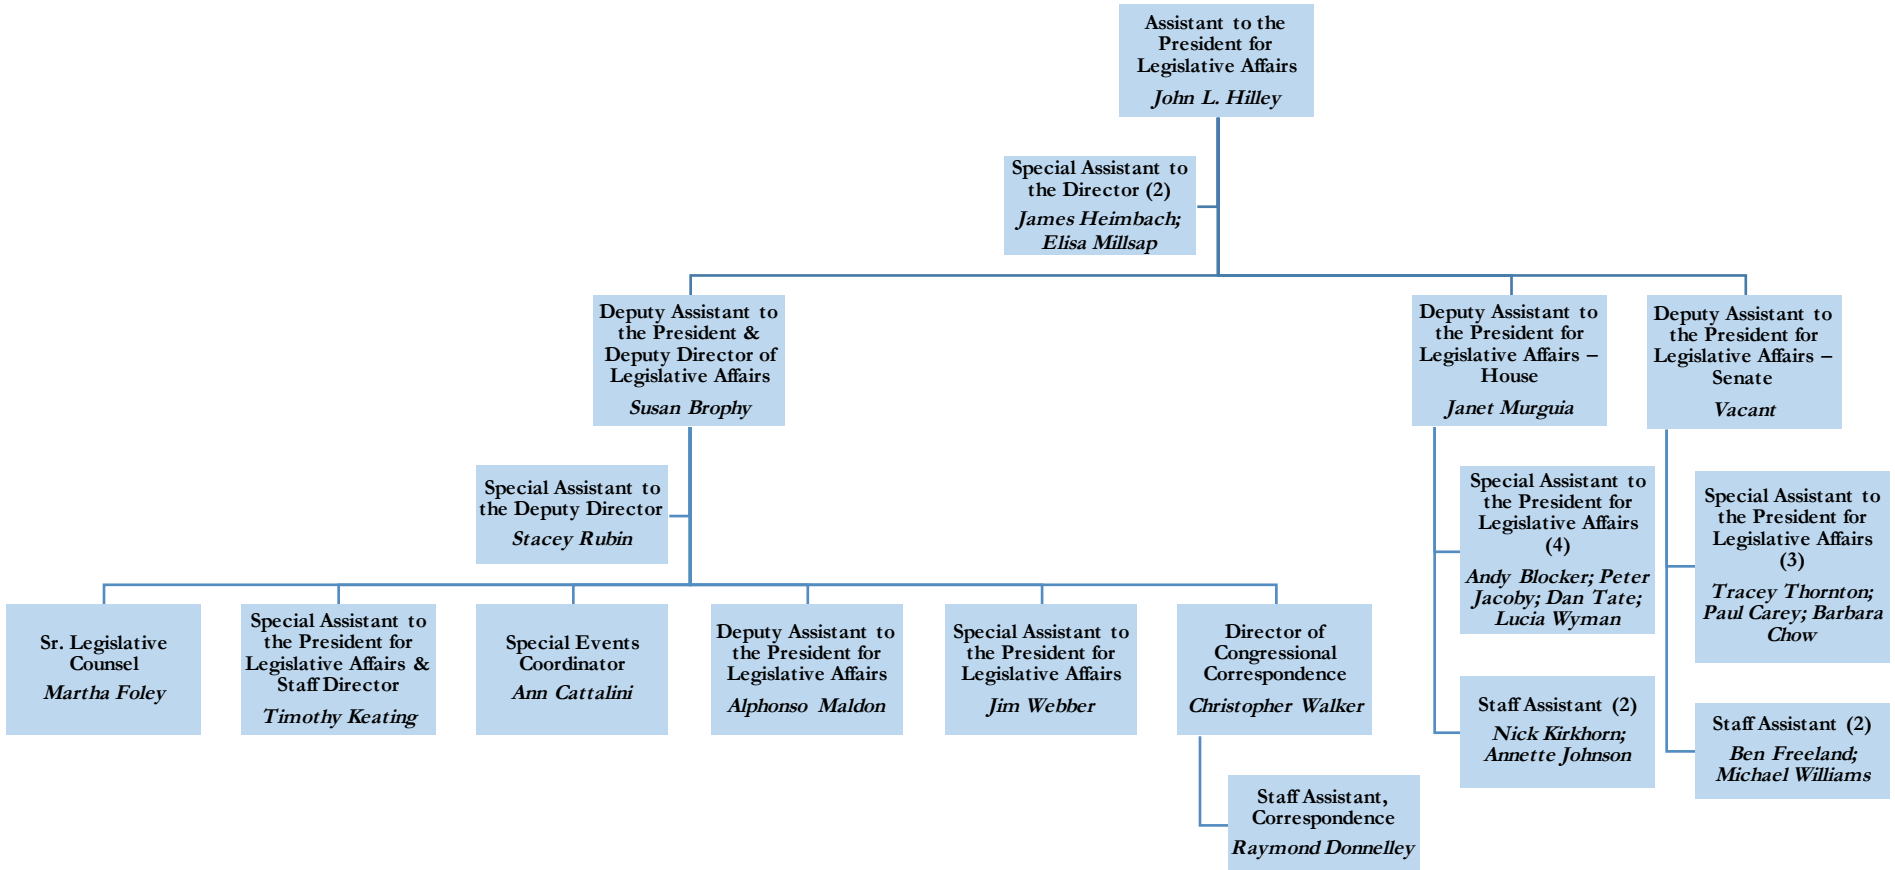 Assistant to the
President for
Legislative Affairs
John L. Hilley
Special Assistant to
the Director (2)
James Heimbach;
Elisa Millsap
Deputy Assistant to
the President &
Deputy Director of
Legislative Affairs
Susan Brophy
Deputy Assistant to
the President for
Legislative Affairs –
House
Janet Murguia
Deputy Assistant to
the President for
Legislative Affairs –
Senate
Vacant
Special Assistant to
the Deputy Director
Stacey Rubin
Special Assistant to
the President for
Legislative Affairs
(4)
Andy Blocker; Peter
Jacoby; Dan Tate;
Lucia Wyman
Special Assistant to
the President for
Legislative Affairs
(3)
Tracey Thornton;
Paul Carey; Barbara
Chow
Sr. Legislative
Counsel
Martha Foley
Special Assistant to
the President for
Legislative Affairs &
Staff Director
Timothy Keating
Special Events
Coordinator
Ann Cattalini
Deputy Assistant to
the President for
Legislative Affairs
Alphonso Maldon
Special Assistant to
the President for
Legislative Affairs
Jim Webber
Director of
Congressional
Correspondence
Christopher Walker
Staff Assistant (2)
Nick Kirkhorn;
Annette Johnson
Staff Assistant (2)
Ben Freeland;
Michael Williams
Staff Assistant,
Correspondence
Raymond Donnelley